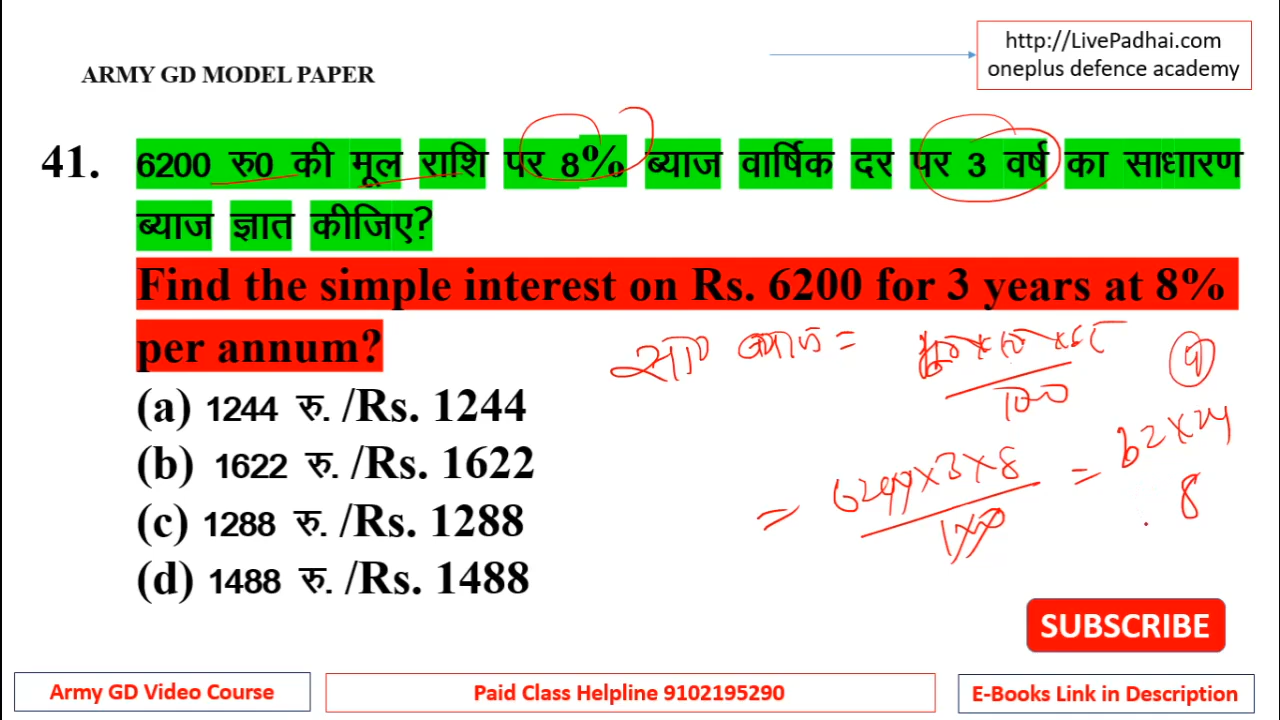 http://LivePadhai.com
oneplus defence academy
ARMY GD MODEL PAPER
41. 6200 रु0 की मूल राशि पर 8% ब्याज वार्षिक दर पर 3 वर्ष का साधारण
ब्याज ज्ञात कीजिए?
Find the simple interest on Rs. 6200 for 3 years at 8%
per annum?
(a) 1244 रु. /Rs. 1244
(b) 1622 रु. /Rs. 1622
(c) 1288 रु. /Rs. 1288
(d) 1488 रु. /Rs. 1488
=
100
= 6200×3×8 = 62×24
100
8
SUBSCRIBE
Army GD Video Course
Paid Class Helpline 9102195290
E-Books Link in Description